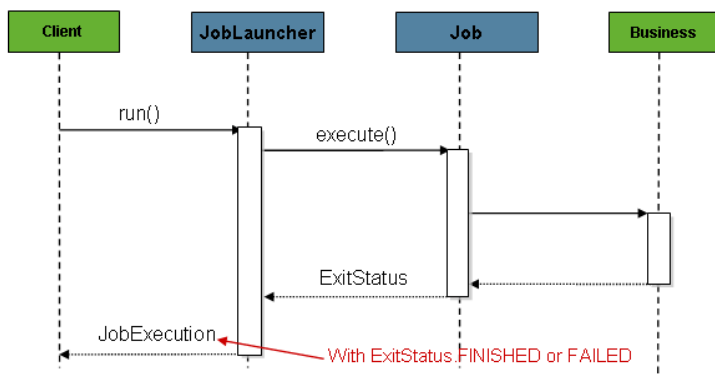 Client
JobLauncher
Job
Business
run()
execute()
ExitStatus
JobExecution
With ExitStatus.FINISHED or FAILED